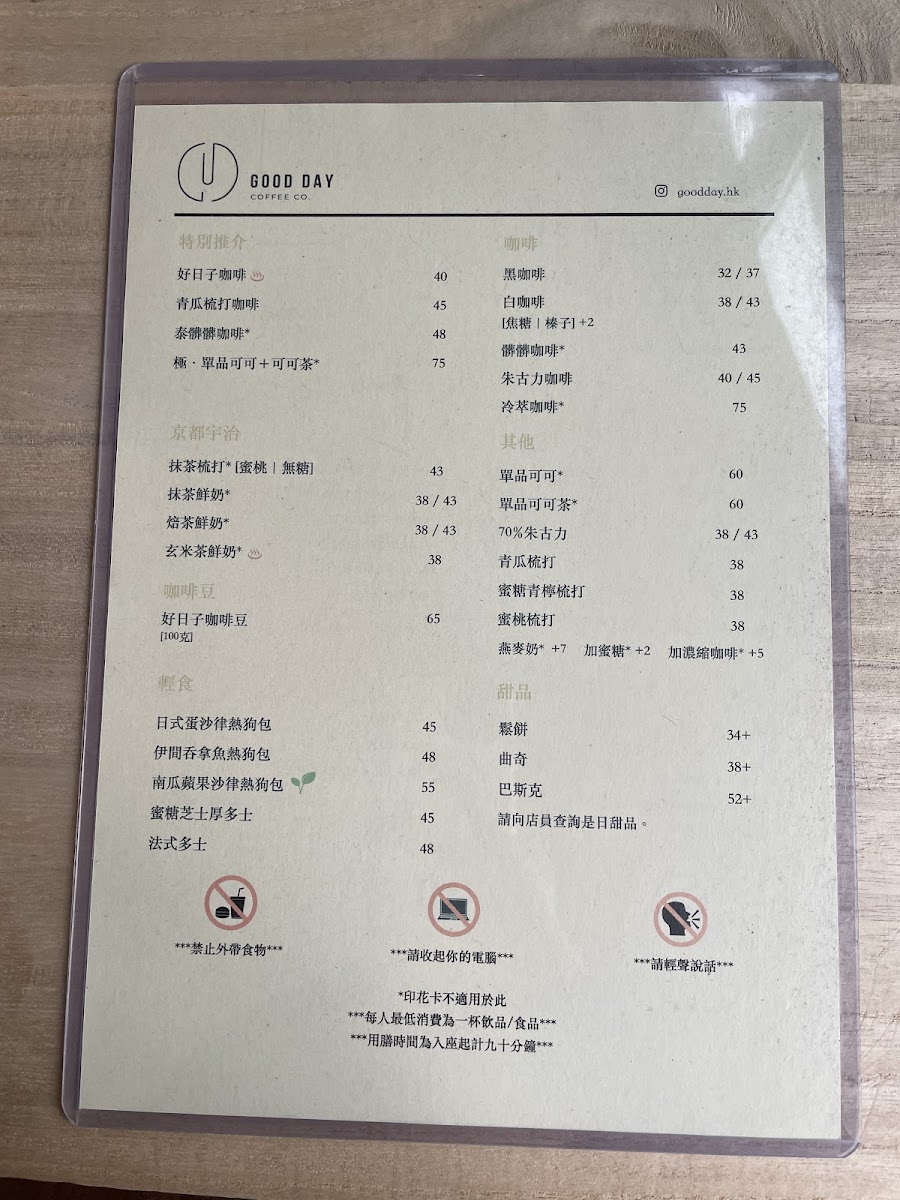 GOOD DAY
COFFEE CO.
goodday.hk
特別推介
好日子咖啡 40
青瓜梳打咖啡 45
泰髒髒咖啡* 48
極·單品可可＋可可茶* 75
京都宇治
抹茶梳打* [蜜桃｜無糖] 43
抹茶鮮奶* 38 / 43
焙茶鮮奶* 38 / 43
玄米茶鮮奶* 38
咖啡豆
好日子咖啡豆 65
[100克]
輕食
日式蛋沙律熱狗包 45
伊間吞拿魚熱狗包 48
南瓜蘋果沙律熱狗包 55
蜜糖芝士厚多士 45
法式多士 48
咖啡
黑咖啡 32 / 37
白咖啡 38 / 43
[焦糖｜榛子] +2
髒髒咖啡* 43
朱古力咖啡 40 / 45
冷萃咖啡* 75
其他
單品可可* 60
單品可可茶* 60
70%朱古力 38 / 43
青瓜梳打 38
蜜糖青檸梳打 38
蜜桃梳打 38
燕麥奶* +7 加蜜糖* +2 加濃縮咖啡* +5
甜品
鬆餅 34+
曲奇 38+
巴斯克 52+
請向店員查詢是日甜品。
***禁止外帶食物***
***請收起你的電腦***
***請輕聲說話***
*印花卡不適用於此
***每人最低消費為一杯飲品/食品***
***用膳時間為入座起計九十分鐘***